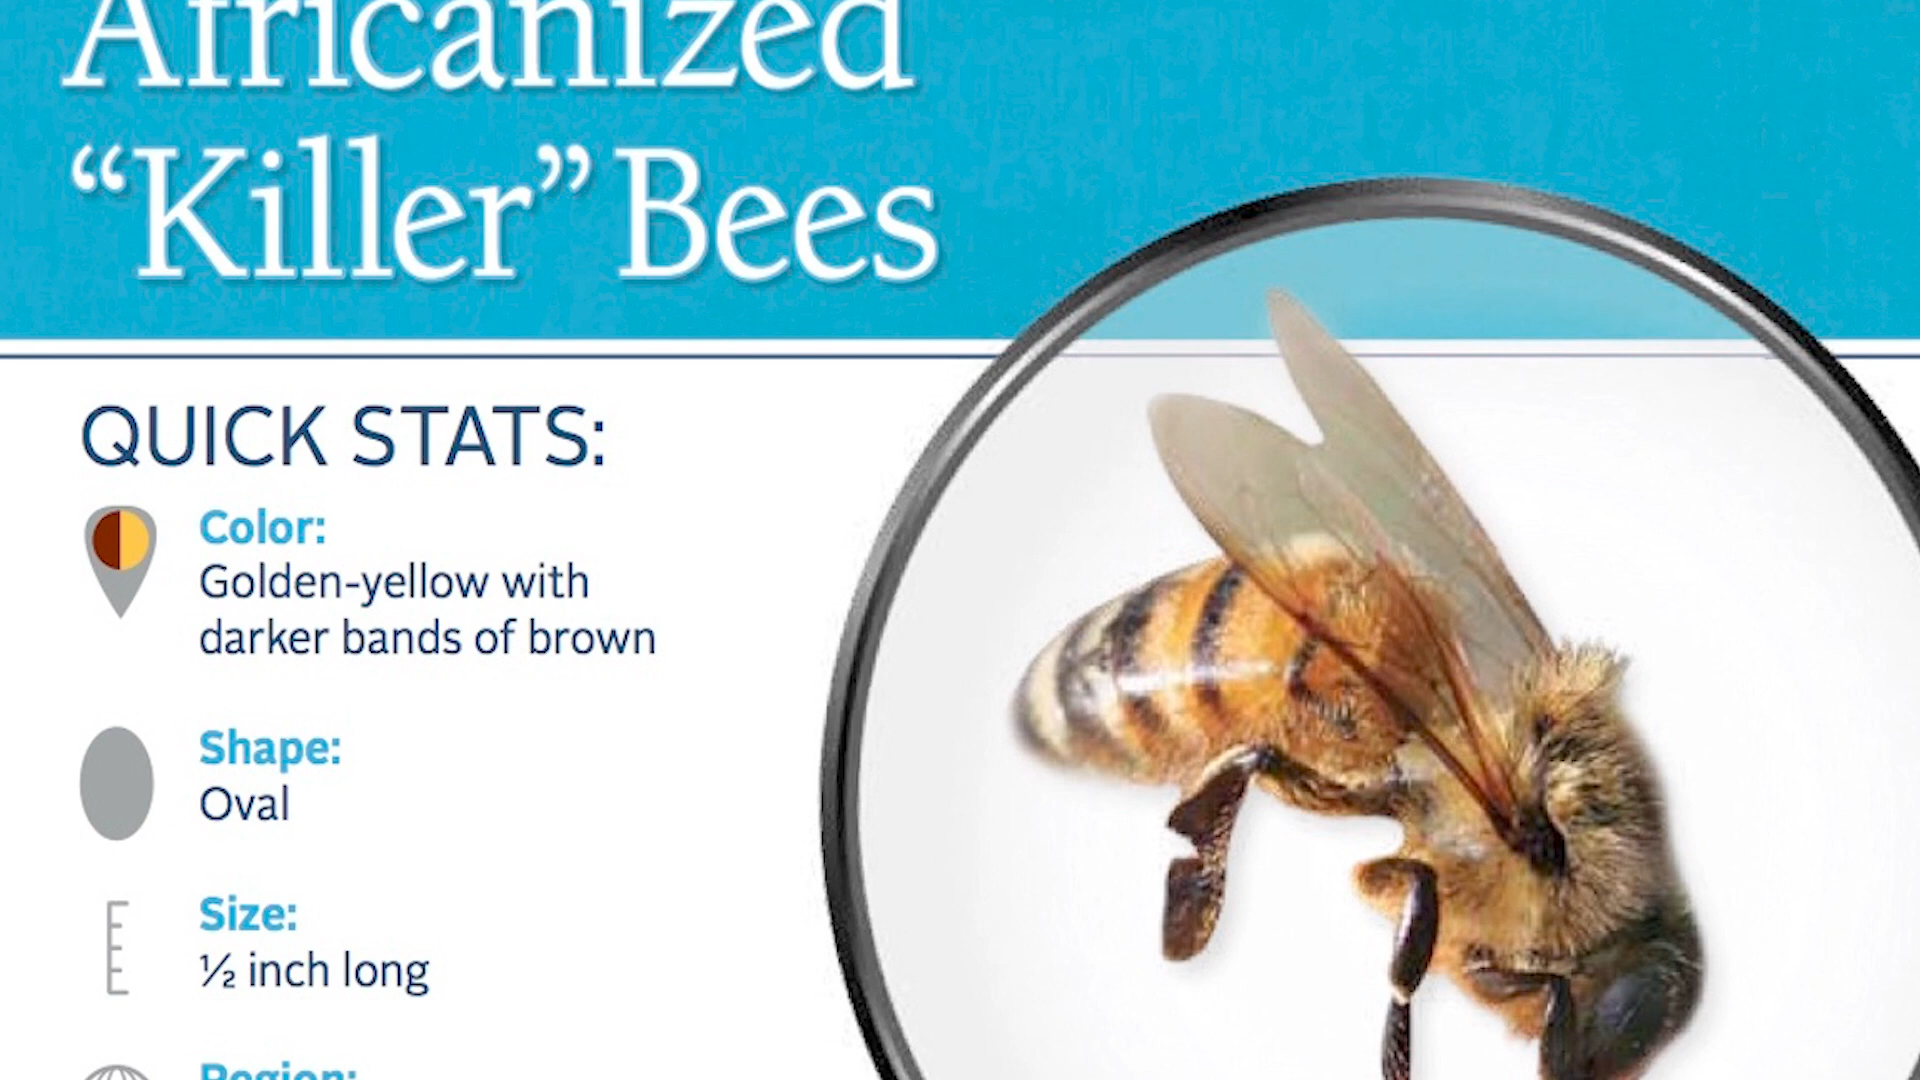 Africanized
“Killer” Bees
QUICK STATS:
Color:
Golden-yellow with
darker bands of brown
Shape:
Oval
Size:
½ inch long
Region: